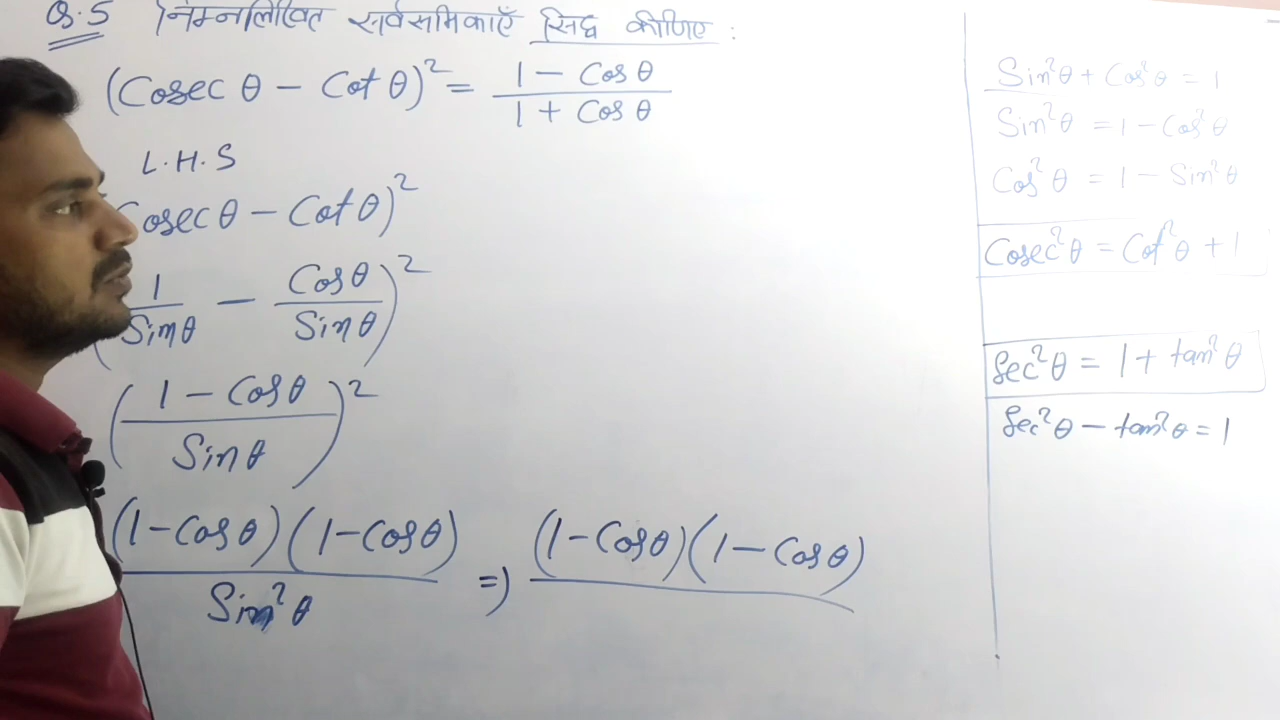 Q.5 निम्नलिखित सर्वसमिकाएँ सिद्ध कीजिए :
(Cosec θ – Cot θ)² = (1 – Cos θ) / (1 + Cos θ)
L.H.S
Cosec θ – Cot θ)²
(1 / Sin θ – Cos θ / Sin θ)²
((1 – Cos θ) / Sin θ)²
(1 – Cos θ)(1 – Cos θ) / Sin² θ ⇒ (1 – Cos θ)(1 – Cos θ)
Sin²θ + Cos²θ = 1
Sin²θ = 1 – Cos²θ
Cos²θ = 1 – Sin²θ
Cosec²θ = Cot²θ + 1
Sec²θ = 1 + tan²θ
Sec²θ – tan²θ = 1